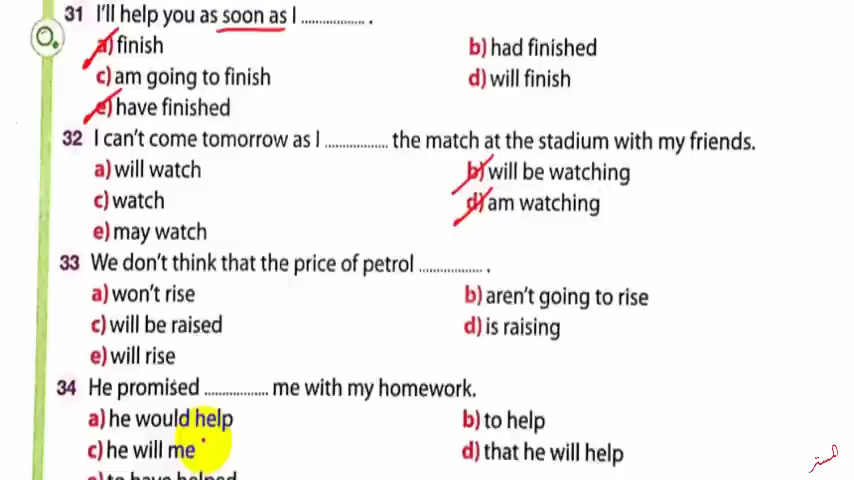 31 I'll help you as soon as I .................. .
O.
a) finish b) had finished
c) am going to finish d) will finish
e) have finished
32 I can't come tomorrow as I ................. the match at the stadium with my friends.
a) will watch b) will be watching
c) watch d) am watching
e) may watch
33 We don't think that the price of petrol ................. .
a) won't rise b) aren't going to rise
c) will be raised d) is raising
e) will rise
34 He promised ................. me with my homework.
a) he would help b) to help
c) he will me d) that he will help
e) to have helped
المستر